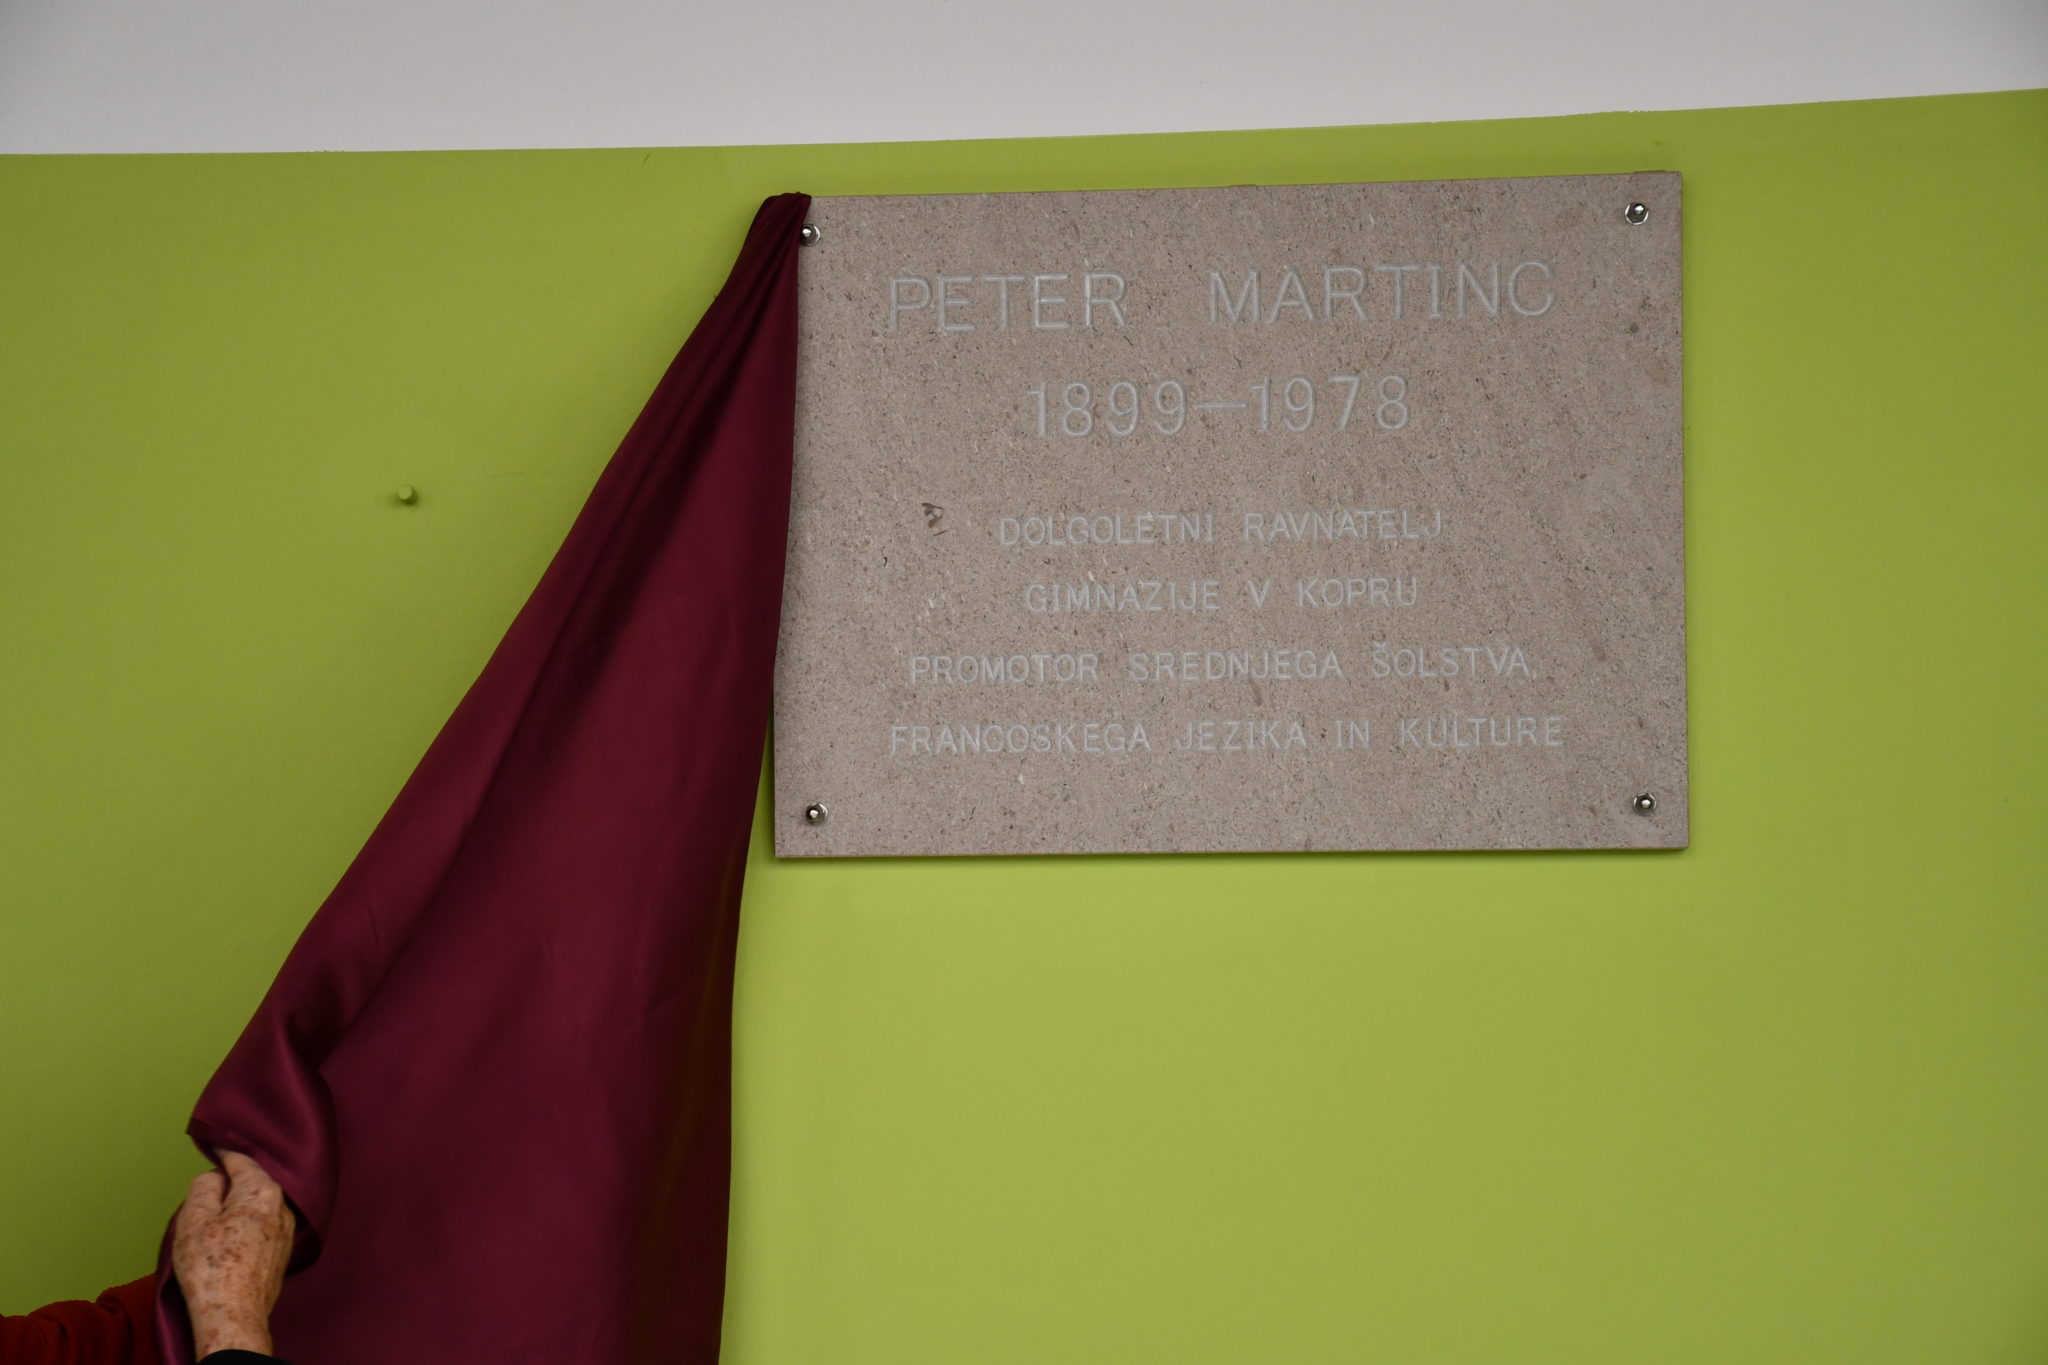 PETER MARTINC
1899—1978
DOLGOLETNI RAVNATELJ
GIMNAZIJE V KOPRU
PROMOTOR SREDNJEGA ŠOLSTVA,
FRANCOSKEGA JEZIKA IN KULTURE